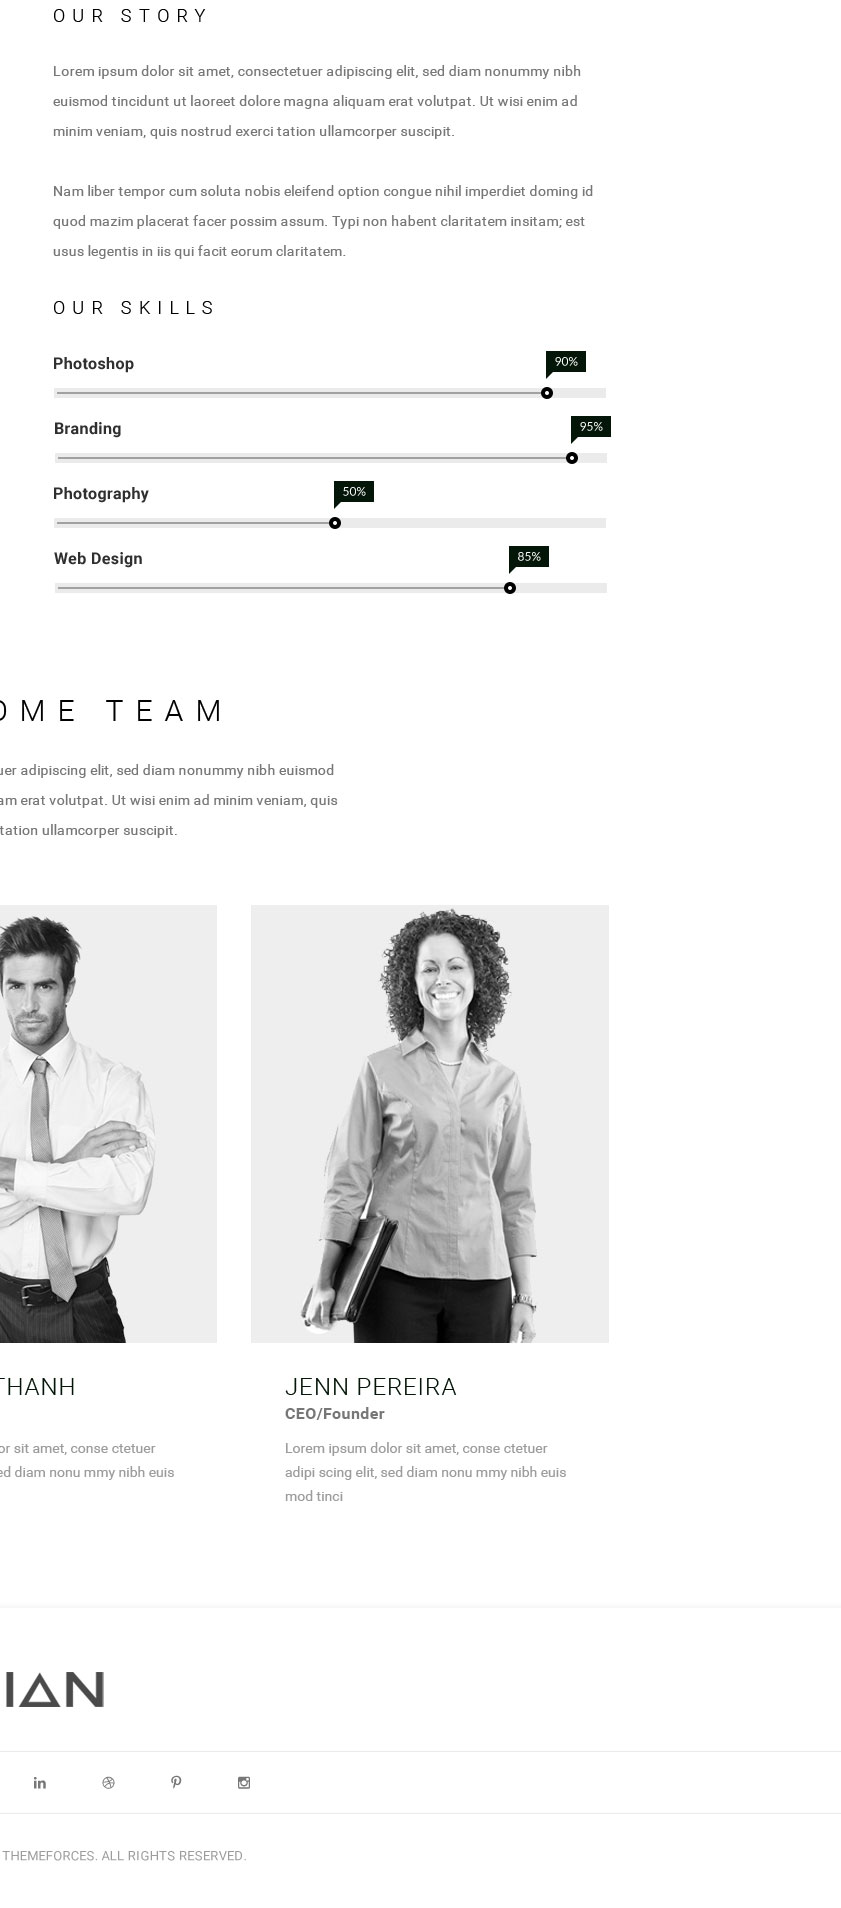 OUR STORY
Lorem ipsum dolor sit amet, consectetuer adipiscing elit, sed diam nonummy nibh
euismod tincidunt ut laoreet dolore magna aliquam erat volutpat. Ut wisi enim ad
minim veniam, quis nostrud exerci tation ullamcorper suscipit.
Nam liber tempor cum soluta nobis eleifend option congue nihil imperdiet doming id
quod mazim placerat facer possim assum. Typi non habent claritatem insitam; est
usus legentis in iis qui facit eorum claritatem.
OUR SKILLS
Photoshop 90%
Branding 95%
Photography 50%
Web Design 85%
OME TEAM
uer adipiscing elit, sed diam nonummy nibh euismod
am erat volutpat. Ut wisi enim ad minim veniam, quis
tation ullamcorper suscipit.
THANH
or sit amet, conse ctetuer
ed diam nonu mmy nibh euis
JENN PEREIRA
CEO/Founder
Lorem ipsum dolor sit amet, conse ctetuer
adipi scing elit, sed diam nonu mmy nibh euis
mod tinci
IAN
THEMEFORCES. ALL RIGHTS RESERVED.